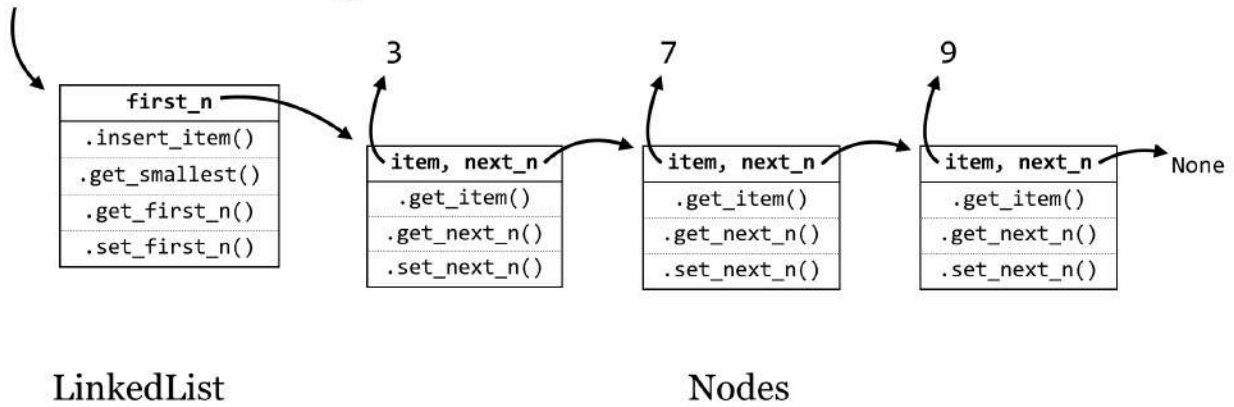 3
7
9
first_n
.insert_item()
.get_smallest()
.get_first_n()
.set_first_n()
item, next_n
.get_item()
.get_next_n()
.set_next_n()
item, next_n
.get_item()
.get_next_n()
.set_next_n()
item, next_n
.get_item()
.get_next_n()
.set_next_n()
None
LinkedList
Nodes